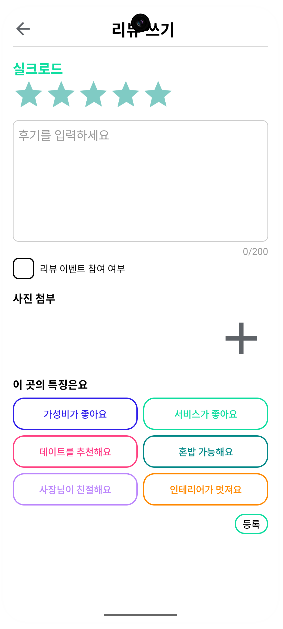 리뷰 쓰기
실크로드
후기를 입력하세요
0/200
리뷰 이벤트 참여 여부
사진 첨부
이 곳의 특징은요
가성비가 좋아요
서비스가 좋아요
데이트를 추천해요
혼밥 가능해요
사장님이 친절해요
인테리어가 멋져요
등록